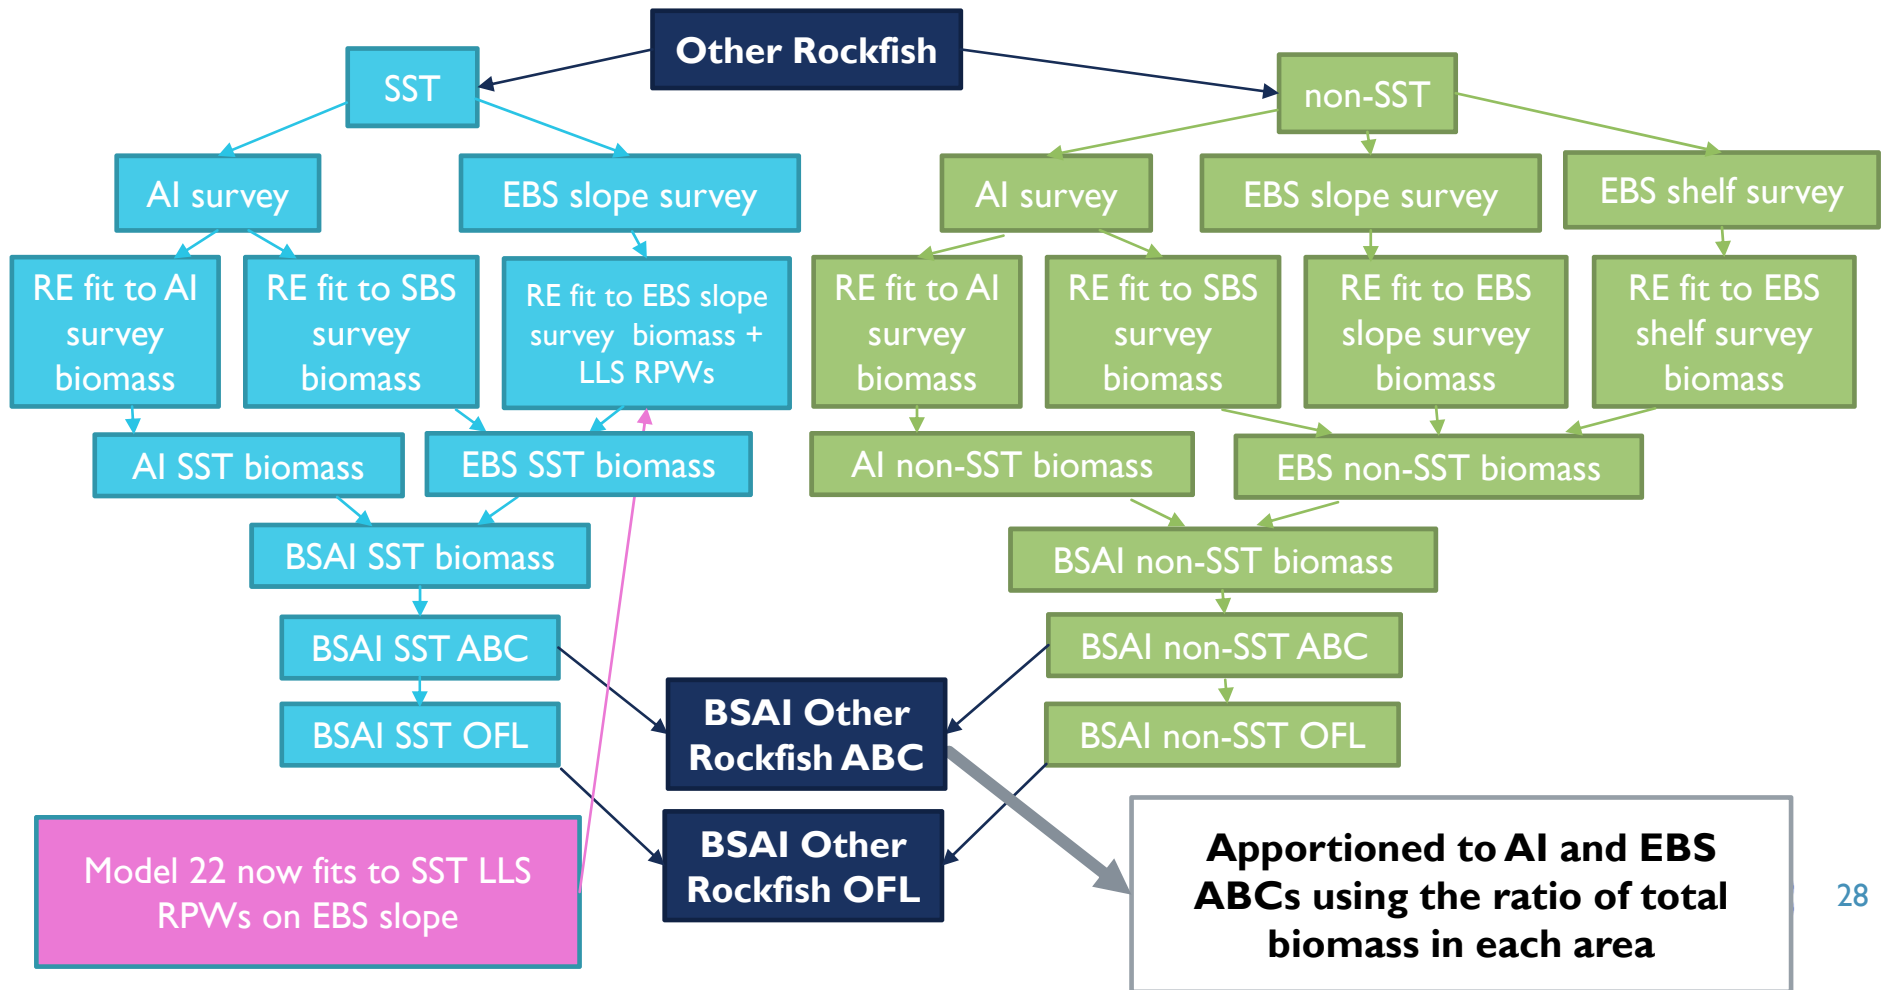 Other Rockfish
SST
non-SST
AI survey
EBS slope survey
AI survey
EBS slope survey
EBS shelf survey
RE fit to AI
survey
biomass
RE fit to SBS
survey
biomass
RE fit to EBS slope
survey biomass +
LLS RPWs
RE fit to AI
survey
biomass
RE fit to SBS
survey
biomass
RE fit to EBS
slope survey
biomass
RE fit to EBS
shelf survey
biomass
AI SST biomass
EBS SST biomass
AI non-SST biomass
EBS non-SST biomass
BSAI SST biomass
BSAI non-SST biomass
BSAI SST ABC
BSAI non-SST ABC
BSAI SST OFL
BSAI Other
Rockfish ABC
BSAI non-SST OFL
Model 22 now fits to SST LLS
RPWs on EBS slope
BSAI Other
Rockfish OFL
Apportioned to AI and EBS
ABCs using the ratio of total
biomass in each area
28